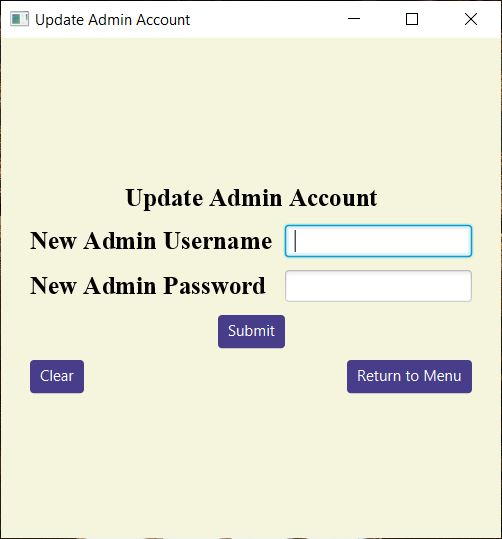 Update Admin Account
Update Admin Account
New Admin Username
New Admin Password
Submit
Clear Return to Menu